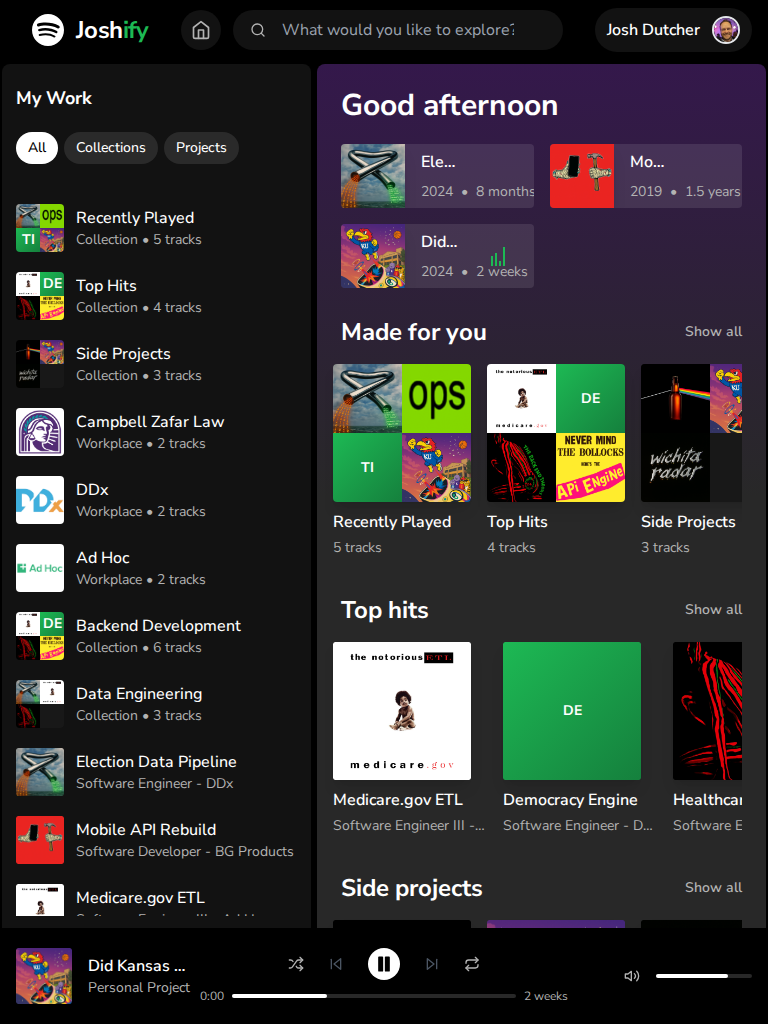 Joshify
What would you like to explore?
Josh Dutcher
My Work
All
Collections
Projects
ops
TI
Recently Played
Collection • 5 tracks
DE
Top Hits
Collection • 4 tracks
wichita
radar
Side Projects
Collection • 3 tracks
Campbell Zafar Law
Workplace • 2 tracks
DDx
DDx
Workplace • 2 tracks
Ad Hoc
Ad Hoc
Workplace • 2 tracks
DE
Backend Development
Collection • 6 tracks
Data Engineering
Collection • 3 tracks
Election Data Pipeline
Software Engineer - DDx
Mobile API Rebuild
Software Developer - BG Products
Medicare.gov ETL
Good afternoon
Ele...
2024 • 8 months
Mo...
2019 • 1.5 years
Did...
2024 • 2 weeks
Made for you
Show all
ops
TI
Recently Played
5 tracks
the notorious ETL
medicare.gov
DE
NEVER MIND
THE BOLLOCKS
HERE'S THE
APi ENgiNe
Top Hits
4 tracks
wichita
radar
Side Projects
3 tracks
Top hits
Show all
the notorious ETL
medicare.gov
Medicare.gov ETL
Software Engineer III -...
DE
Democracy Engine
Software Engineer - D...
Healthcar
Software E
Side projects
Show all
Did Kansas ...
Personal Project
0:00
2 weeks